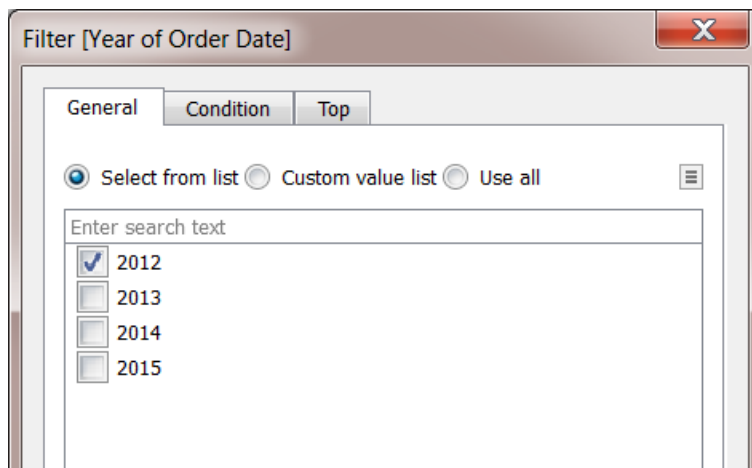 Filter [Year of Order Date]
General Condition Top
Select from list Custom value list Use all
Enter search text
2012
2013
2014
2015